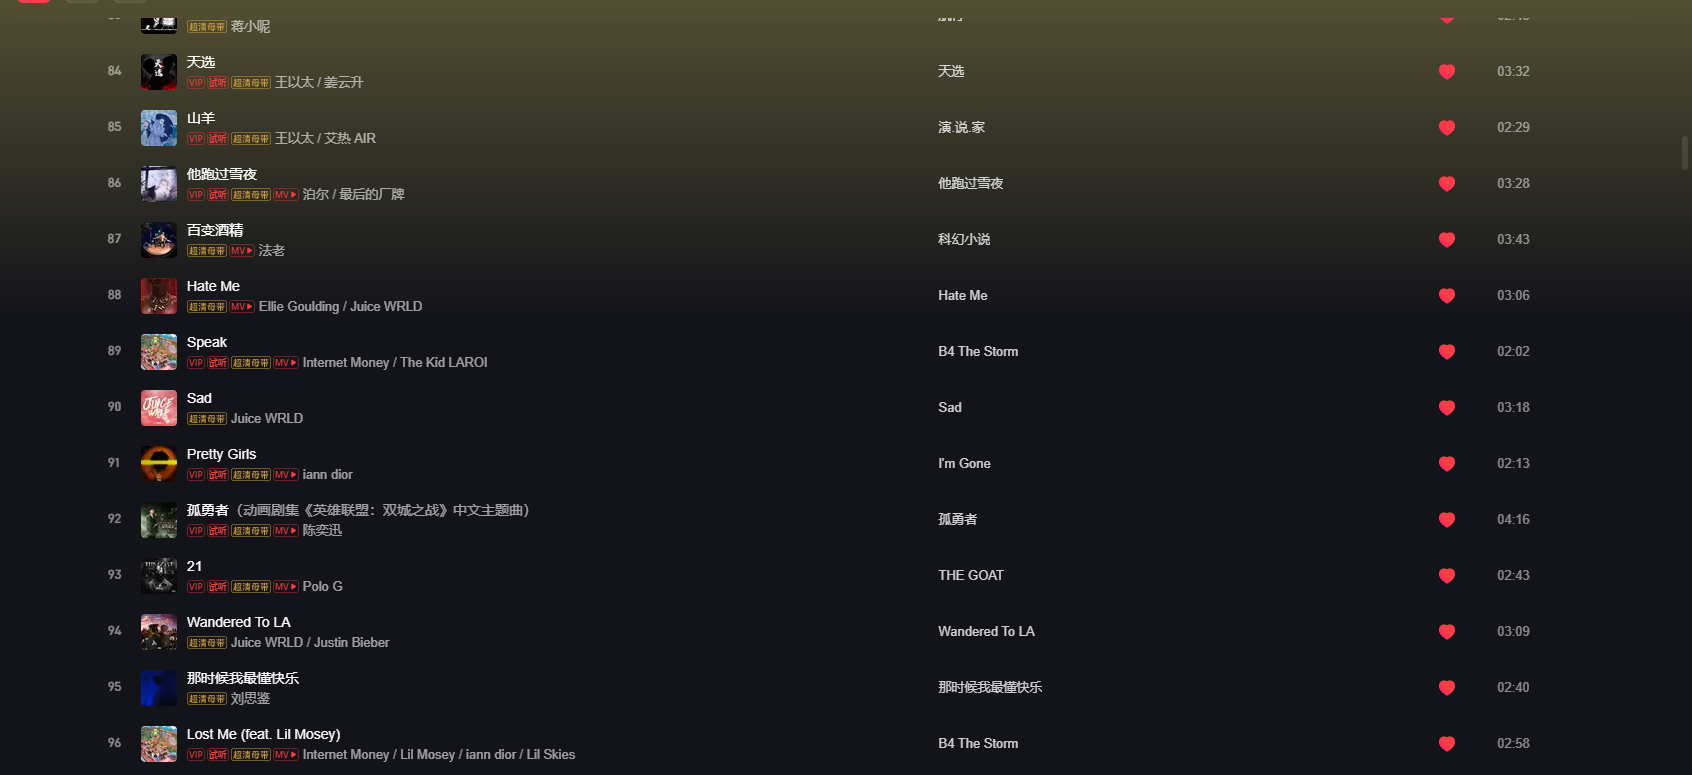 超清母带 蒋小呢
84 天选 天选 03:32
VIP 试听 超清母带 王以太 / 姜云升
85 山羊 演.说.家 02:29
VIP 试听 超清母带 王以太 / 艾热 AIR
86 他跑过雪夜 他跑过雪夜 03:28
VIP 试听 超清母带 MV 泊尔 / 最后的厂牌
87 百变酒精 科幻小说 03:43
超清母带 MV 法老
88 Hate Me Hate Me 03:06
超清母带 MV Ellie Goulding / Juice WRLD
89 Speak B4 The Storm 02:02
VIP 试听 超清母带 MV Internet Money / The Kid LAROI
90 Sad Sad 03:18
超清母带 Juice WRLD
91 Pretty Girls I'm Gone 02:13
VIP 试听 超清母带 MV iann dior
92 孤勇者（动画剧集《英雄联盟：双城之战》中文主题曲） 孤勇者 04:16
VIP 试听 超清母带 MV 陈奕迅
93 21 THE GOAT 02:43
VIP 试听 超清母带 MV Polo G
94 Wandered To LA Wandered To LA 03:09
超清母带 Juice WRLD / Justin Bieber
95 那时候我最懂快乐 那时候我最懂快乐 02:40
超清母带 刘思鉴
96 Lost Me (feat. Lil Mosey) B4 The Storm 02:58
VIP 试听 超清母带 MV Internet Money / Lil Mosey / iann dior / Lil Skies